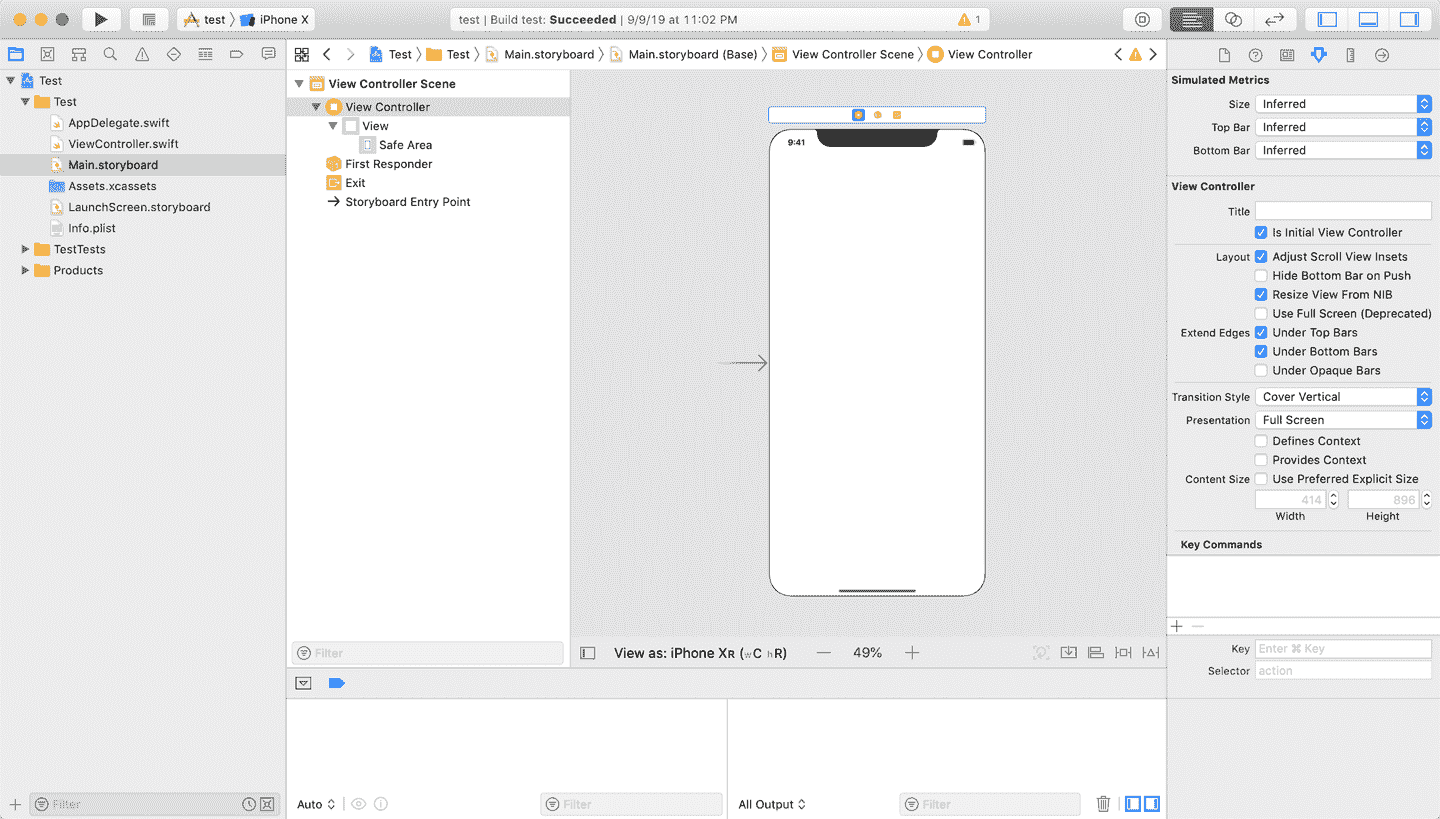 test iPhone X test | Build test: Succeeded | 9/9/19 at 11:02 PM 1
Test Test Main.storyboard Main.storyboard (Base) View Controller Scene View Controller
Test
Test
AppDelegate.swift
ViewController.swift
Main.storyboard
Assets.xcassets
LaunchScreen.storyboard
Info.plist
TestTests
Products
Filter
View Controller Scene
View Controller
View
Safe Area
First Responder
Exit
Storyboard Entry Point
Filter
9:41
View as: iPhone XR (wC hR) 49%
Auto
Filter
All Output
Filter
Simulated Metrics
Size Inferred
Top Bar Inferred
Bottom Bar Inferred
View Controller
Title
Is Initial View Controller
Layout Adjust Scroll View Insets
Hide Bottom Bar on Push
Resize View From NIB
Use Full Screen (Deprecated)
Extend Edges Under Top Bars
Under Bottom Bars
Under Opaque Bars
Transition Style Cover Vertical
Presentation Full Screen
Defines Context
Provides Context
Content Size Use Preferred Explicit Size
414 896
Width Height
Key Commands
Key Enter ⌘ Key
Selector action